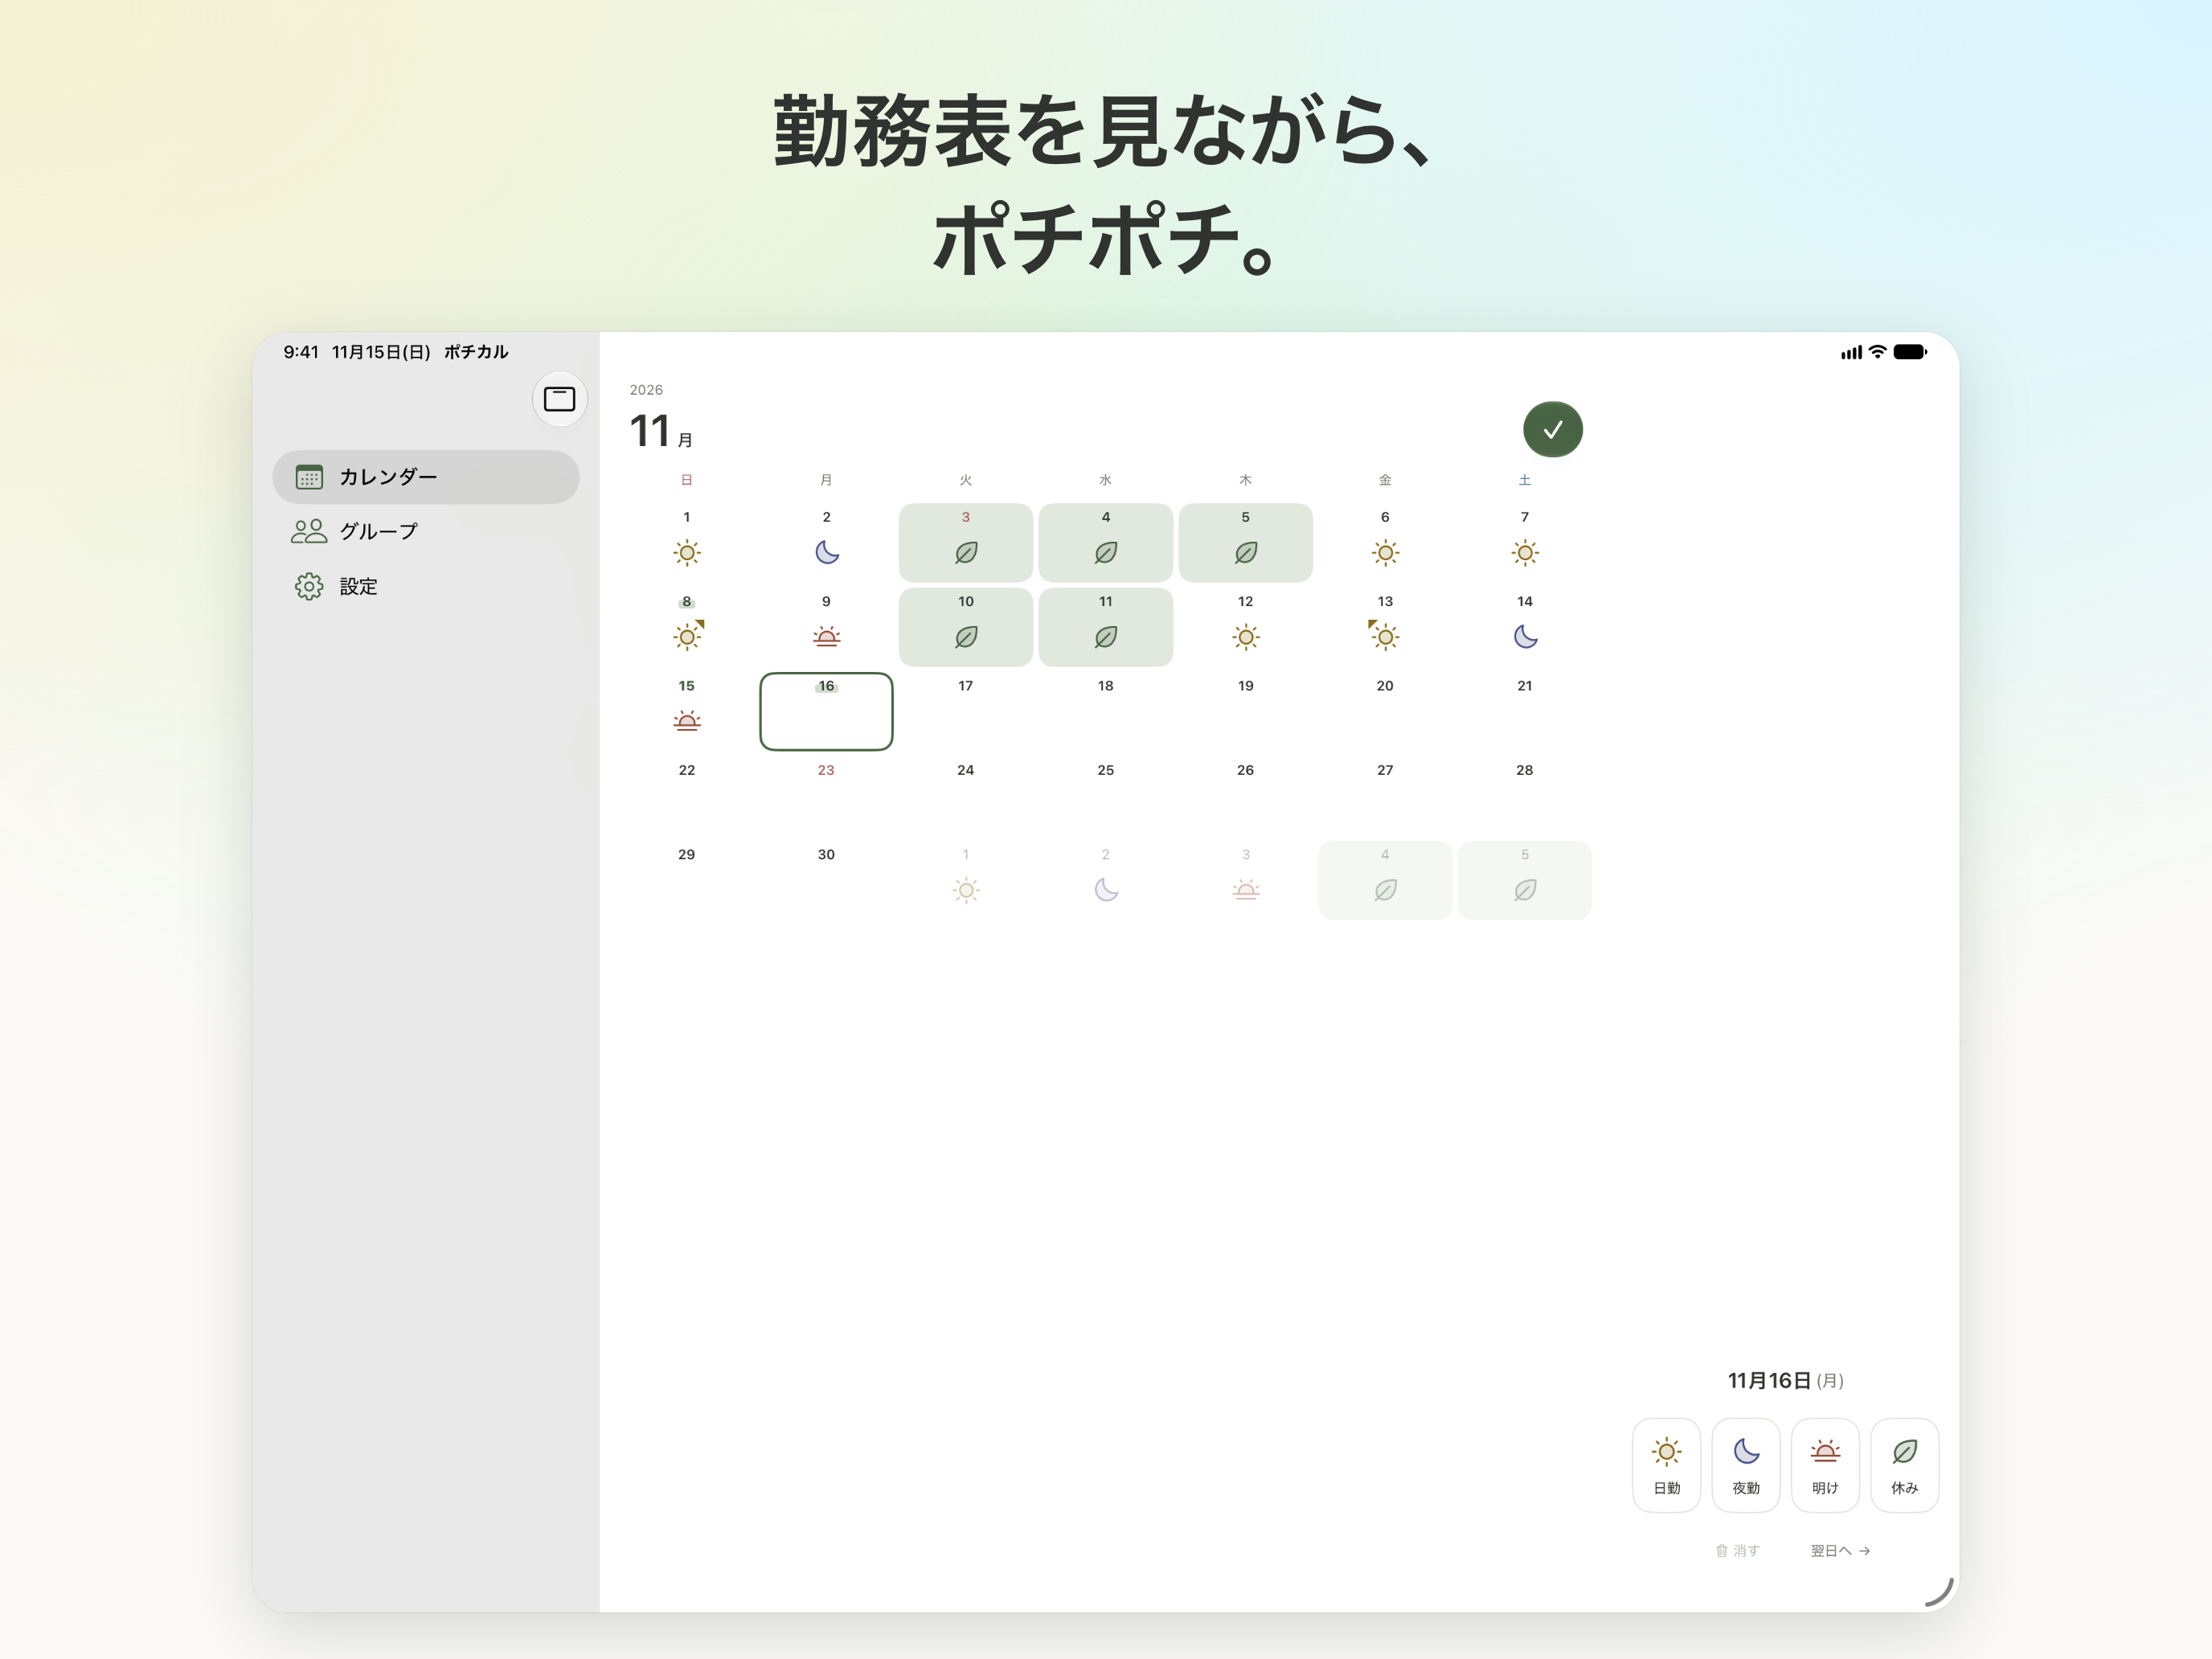 勤務表を見ながら、
ポチポチ。
9:41 11月15日(日) ポチカル
カレンダー
グループ
設定
2026
11 月
日 月 火 水 木 金 土
1 2 3 4 5 6 7
8 9 10 11 12 13 14
15 16 17 18 19 20 21
22 23 24 25 26 27 28
29 30 1 2 3 4 5
11月16日 (月)
日勤 夜勤 明け 休み
消す 翌日へ →